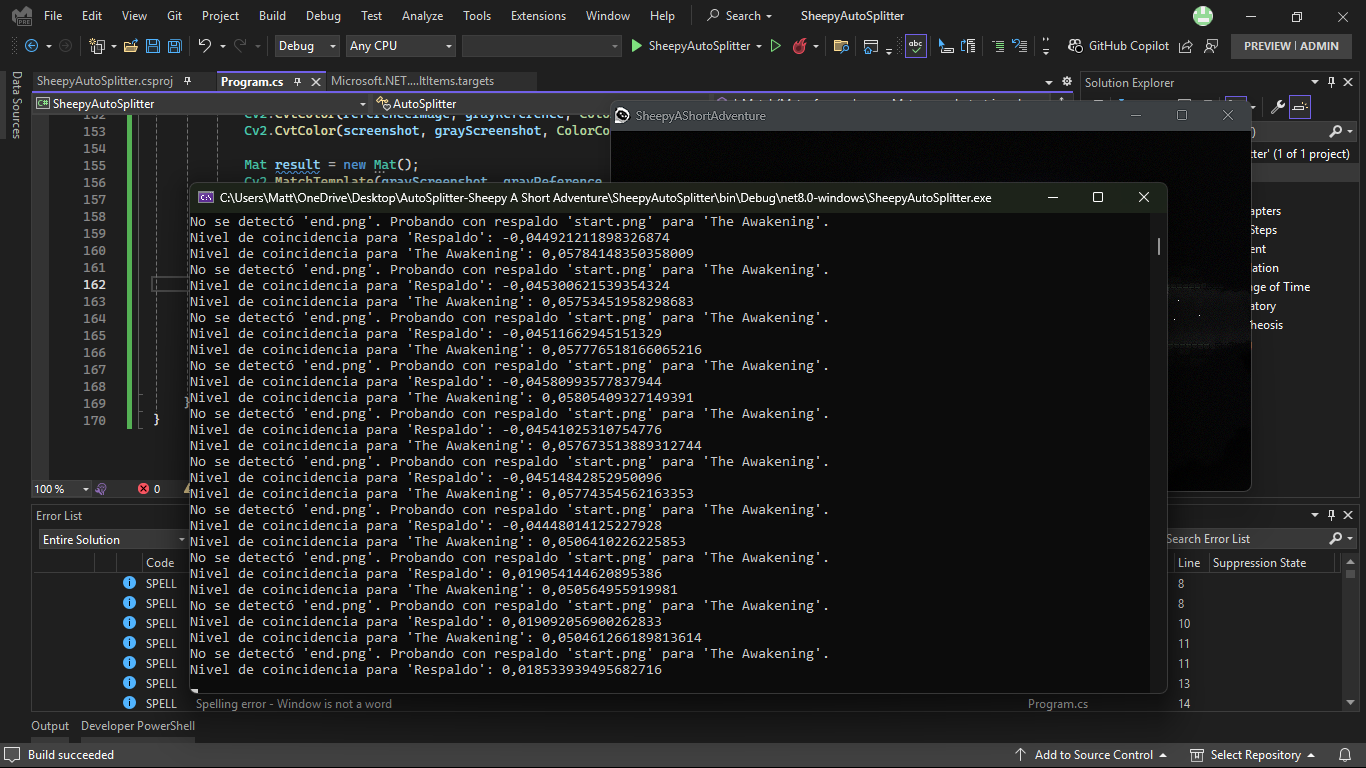 File Edit View Git Project Build Debug Test Analyze Tools Extensions Window Help Search SheepyAutoSplitter
Debug Any CPU SheepyAutoSplitter GitHub Copilot PREVIEW | ADMIN
Data Sources
SheepyAutoSplitter.csproj Program.cs Microsoft.NET....ltItems.targets
Solution Explorer
SheepyAutoSplitter AutoSplitter
SheepyAShortAdventure
153 Cv2.CvtColor(screenshot, grayScreenshot, ColorCo
154
155 Mat result = new Mat();
156
157
158
159
160
161
162
163
164
165
166
167
168
169 }
170 }
tter' (1 of 1 project)
apters
Steps
ent
lation
ge of Time
atory
heosis
C:\Users\Matt\OneDrive\Desktop\AutoSplitter-Sheepy A Short Adventure\SheepyAutoSplitter\bin\Debug\net8.0-windows\SheepyAutoSplitter.exe
No se detectó 'end.png'. Probando con respaldo 'start.png' para 'The Awakening'.
Nivel de coincidencia para 'Respaldo': -0,044921211898326874
Nivel de coincidencia para 'The Awakening': 0,05784148350358009
No se detectó 'end.png'. Probando con respaldo 'start.png' para 'The Awakening'.
Nivel de coincidencia para 'Respaldo': -0,045300621539354324
Nivel de coincidencia para 'The Awakening': 0,05753451958298683
No se detectó 'end.png'. Probando con respaldo 'start.png' para 'The Awakening'.
Nivel de coincidencia para 'Respaldo': -0,04511662945151329
Nivel de coincidencia para 'The Awakening': 0,057776518166065216
No se detectó 'end.png'. Probando con respaldo 'start.png' para 'The Awakening'.
Nivel de coincidencia para 'Respaldo': -0,04580993577837944
Nivel de coincidencia para 'The Awakening': 0,05805409327149391
No se detectó 'end.png'. Probando con respaldo 'start.png' para 'The Awakening'.
Nivel de coincidencia para 'Respaldo': -0,04541025310754776
Nivel de coincidencia para 'The Awakening': 0,057673513889312744
No se detectó 'end.png'. Probando con respaldo 'start.png' para 'The Awakening'.
Nivel de coincidencia para 'Respaldo': -0,04514842852950096
Nivel de coincidencia para 'The Awakening': 0,05774354562163353
No se detectó 'end.png'. Probando con respaldo 'start.png' para 'The Awakening'.
Nivel de coincidencia para 'Respaldo': -0,04448014125227928
Nivel de coincidencia para 'The Awakening': 0,0506410226225853
No se detectó 'end.png'. Probando con respaldo 'start.png' para 'The Awakening'.
Nivel de coincidencia para 'Respaldo': 0,019054144620895386
Nivel de coincidencia para 'The Awakening': 0,050564955919981
No se detectó 'end.png'. Probando con respaldo 'start.png' para 'The Awakening'.
Nivel de coincidencia para 'Respaldo': 0,019092056900262833
Nivel de coincidencia para 'The Awakening': 0,050461266189813614
No se detectó 'end.png'. Probando con respaldo 'start.png' para 'The Awakening'.
Nivel de coincidencia para 'Respaldo': 0,018533939495682716
100 % 0
Error List
Entire Solution Search Error List
Code Line Suppression State
SPELL 8
SPELL 8
SPELL 10
SPELL 11
SPELL 11
SPELL 13
SPELL Spelling error - Window is not a word Program.cs 14
Output Developer PowerShell
Build succeeded Add to Source Control Select Repository